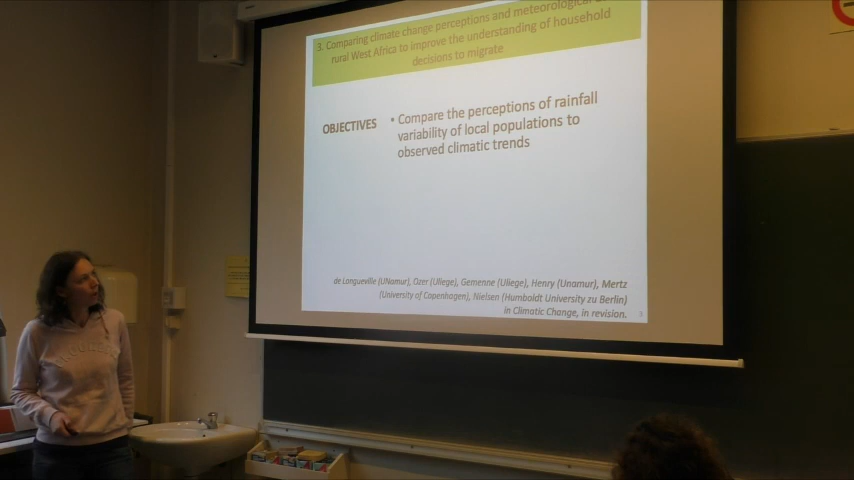 3. Comparing climate change perceptions and meteorological
rural West Africa to improve the understanding of household
decisions to migrate
OBJECTIVES
• Compare the perceptions of rainfall
variability of local populations to
observed climatic trends
de Longueville (UNamur), Ozer (Uliege), Gemenne (Uliege), Henry (Unamur), Mertz
(University of Copenhagen), Nielsen (Humboldt University zu Berlin)
in Climatic Change, in revision.